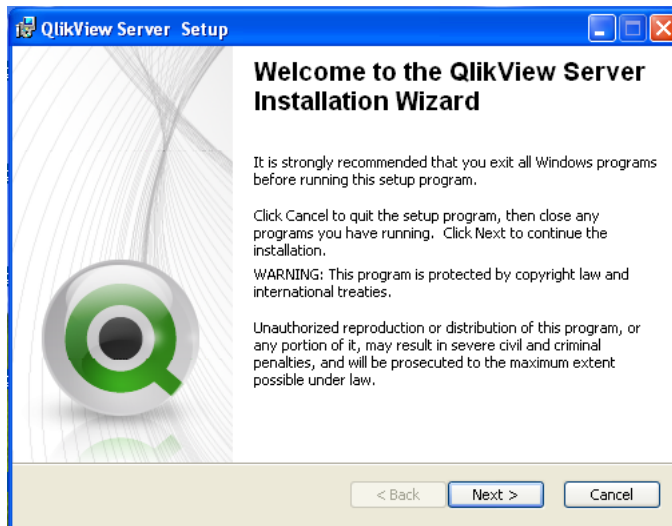 QlikView Server Setup
Welcome to the QlikView Server
Installation Wizard
It is strongly recommended that you exit all Windows programs
before running this setup program.
Click Cancel to quit the setup program, then close any
programs you have running. Click Next to continue the
installation.
WARNING: This program is protected by copyright law and
international treaties.
Unauthorized reproduction or distribution of this program, or
any portion of it, may result in severe civil and criminal
penalties, and will be prosecuted to the maximum extent
possible under law.
< Back Next > Cancel